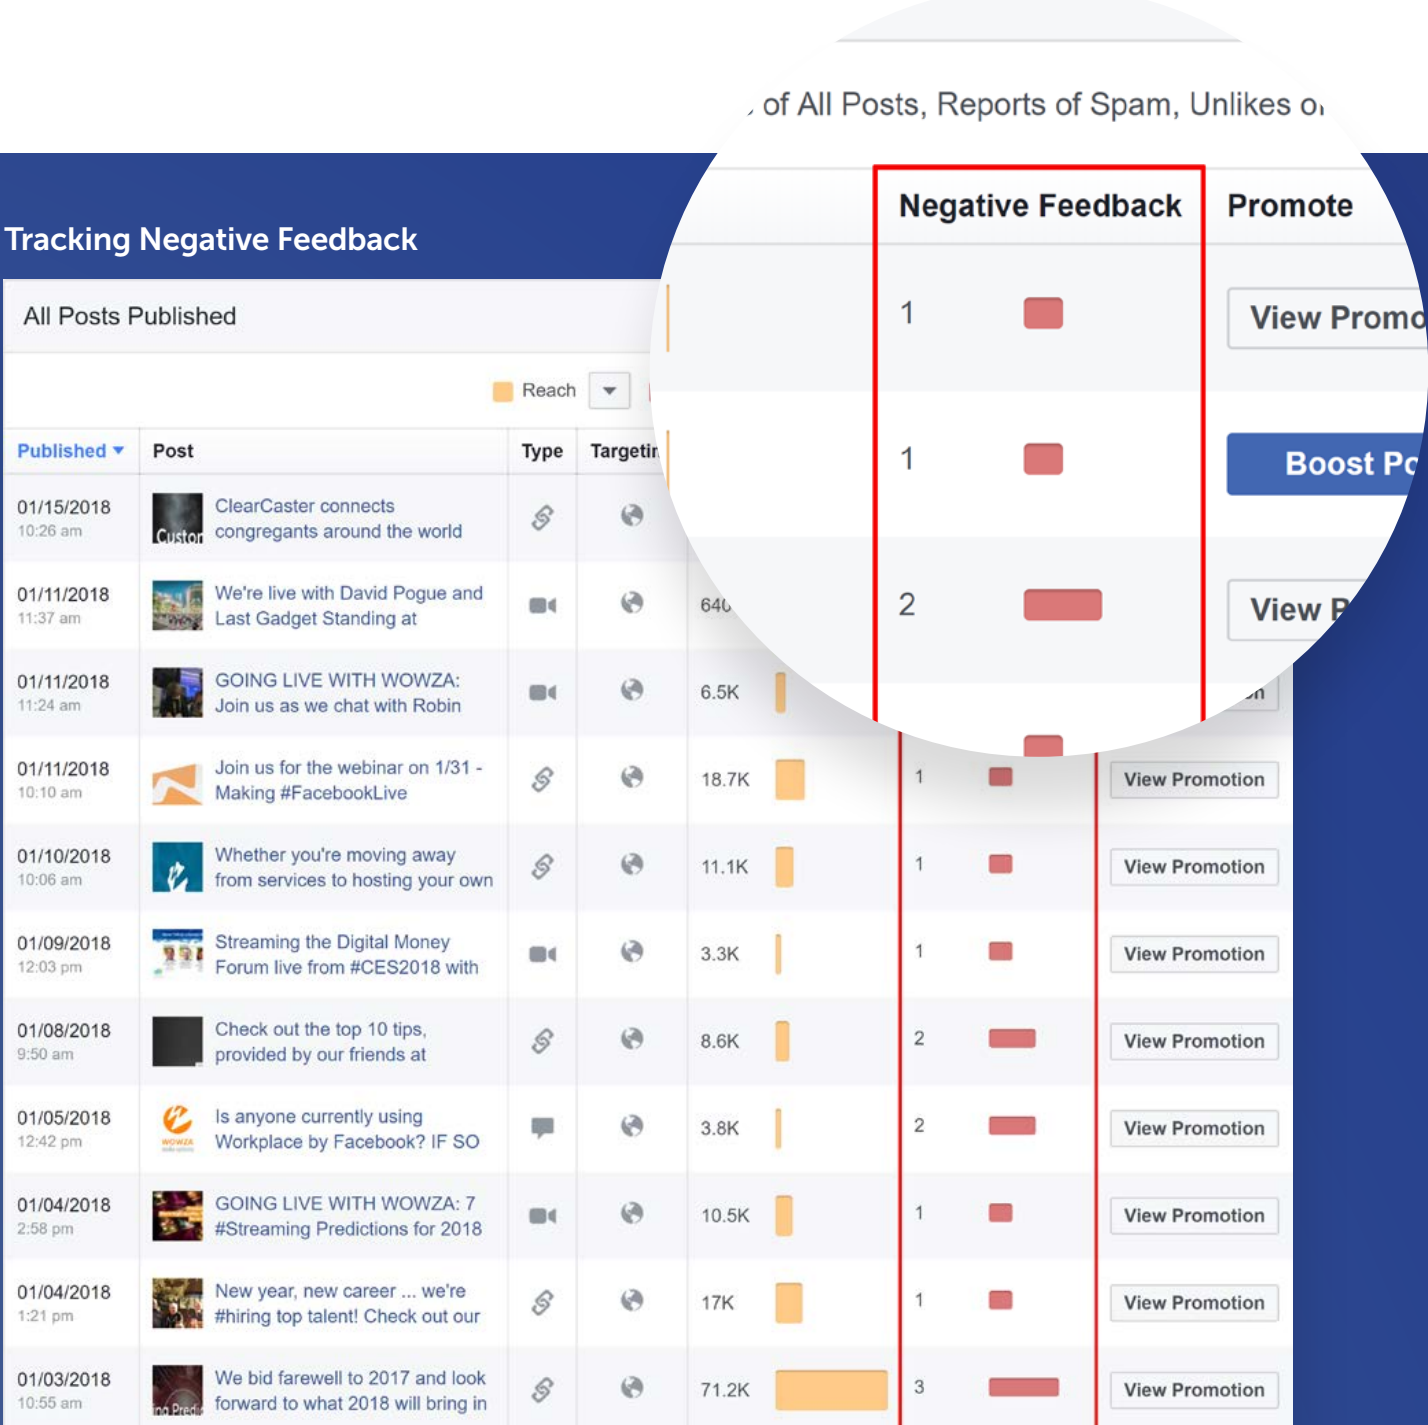 of All Posts, Reports of Spam, Unlikes
Negative Feedback Promote
Tracking Negative Feedback
All Posts Published
1 View Promo
Reach
1 Boost Po
2 View P
Published Post Type Targetin
01/15/2018 ClearCaster connects
10:26 am congregants around the world
Custor
01/11/2018 We're live with David Pogue and
11:37 am Last Gadget Standing at
640
01/11/2018 GOING LIVE WITH WOWZA:
11:24 am Join us as we chat with Robin
6.5K on
01/11/2018 Join us for the webinar on 1/31 -
10:10 am Making #FacebookLive
18.7K 1 View Promotion
01/10/2018 Whether you're moving away
10:06 am from services to hosting your own
11.1K 1 View Promotion
01/09/2018 Streaming the Digital Money
12:03 pm Forum live from #CES2018 with
3.3K 1 View Promotion
01/08/2018 Check out the top 10 tips,
9:50 am provided by our friends at
8.6K 2 View Promotion
01/05/2018 Is anyone currently using
12:42 pm Workplace by Facebook? IF SO
WOWZA
3.8K 2 View Promotion
01/04/2018 GOING LIVE WITH WOWZA: 7
2:58 pm #Streaming Predictions for 2018
10.5K 1 View Promotion
01/04/2018 New year, new career ... we're
1:21 pm #hiring top talent! Check out our
17K 1 View Promotion
01/03/2018 We bid farewell to 2017 and look
10:55 am forward to what 2018 will bring in
ng Predi
71.2K 3 View Promotion